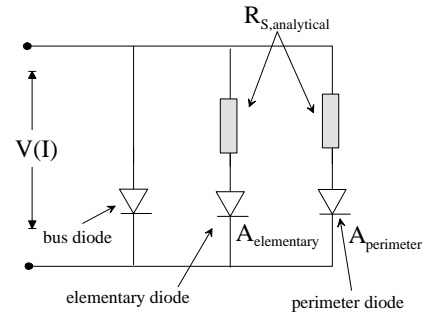 R_S,analytical
V(I)
bus diode
A_elementary
A_perimeter
elementary diode
perimeter diode